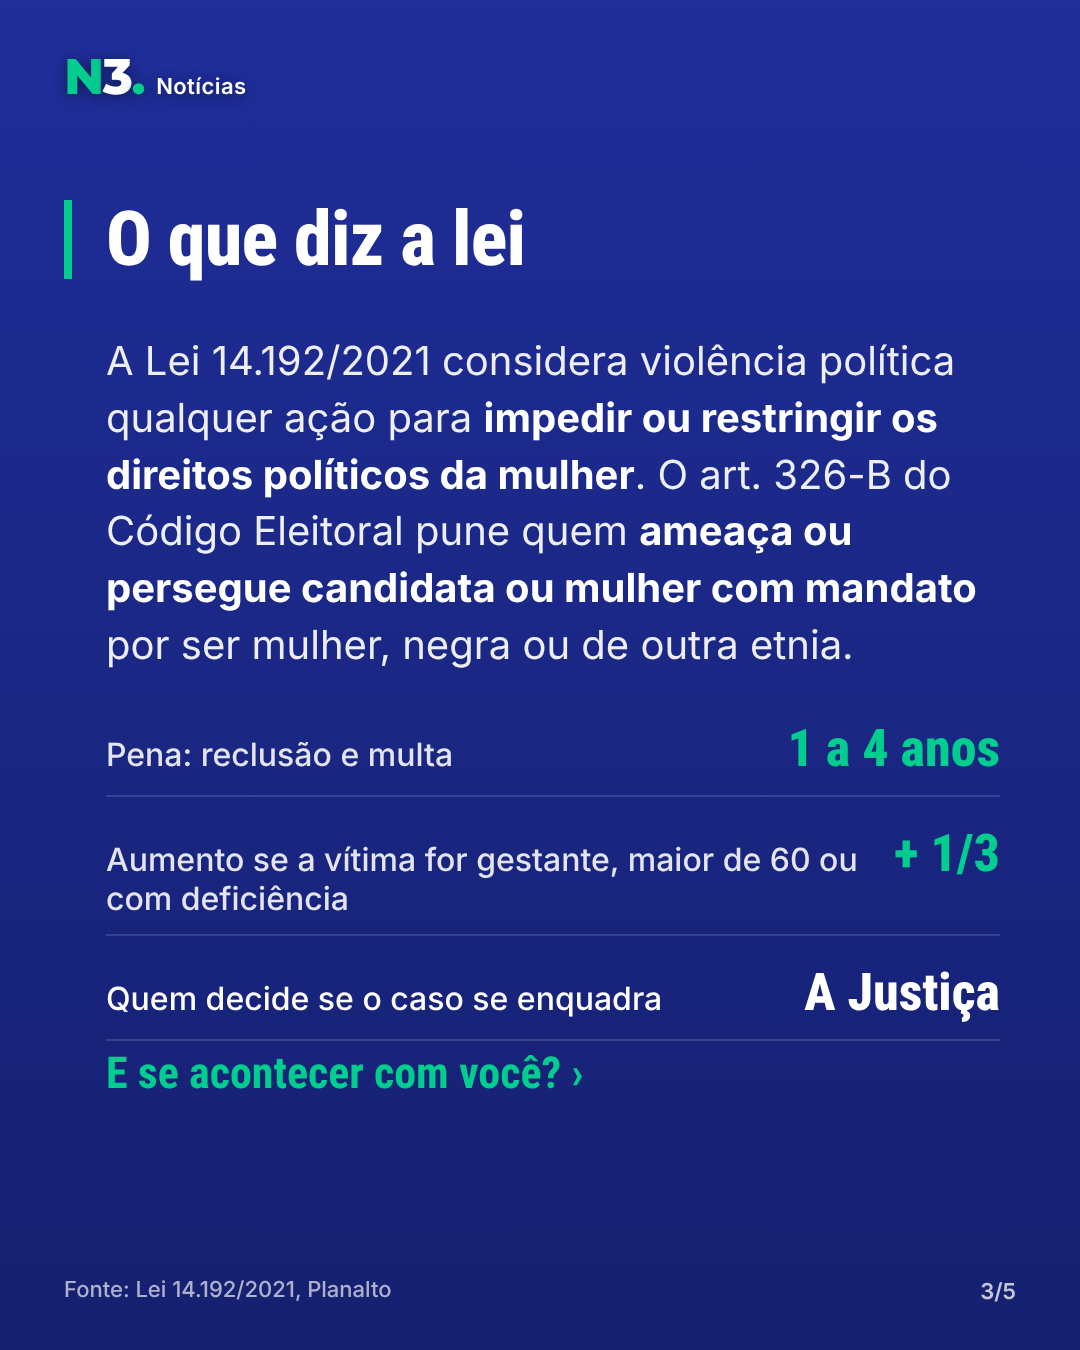 N3. Notícias
O que diz a lei
A Lei 14.192/2021 considera violência política
qualquer ação para impedir ou restringir os
direitos políticos da mulher. O art. 326-B do
Código Eleitoral pune quem ameaça ou
persegue candidata ou mulher com mandato
por ser mulher, negra ou de outra etnia.
Pena: reclusão e multa 1 a 4 anos
Aumento se a vítima for gestante, maior de 60 ou + 1/3
com deficiência
Quem decide se o caso se enquadra A Justiça
E se acontecer com você? ›
Fonte: Lei 14.192/2021, Planalto 3/5